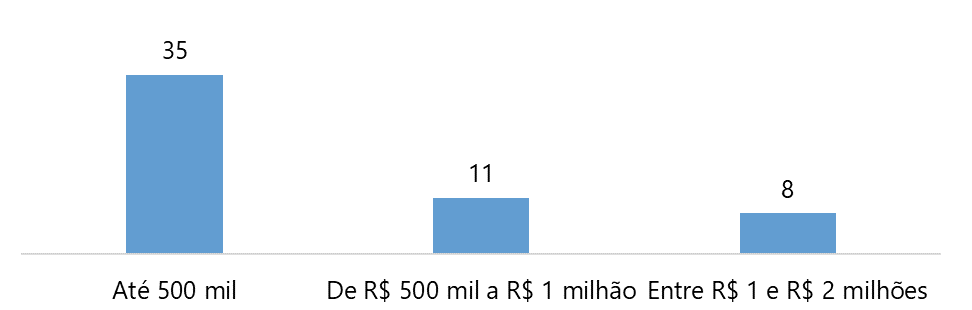 35
11
8
Até 500 mil
De R$ 500 mil a R$ 1 milhão
Entre R$ 1 e R$ 2 milhões